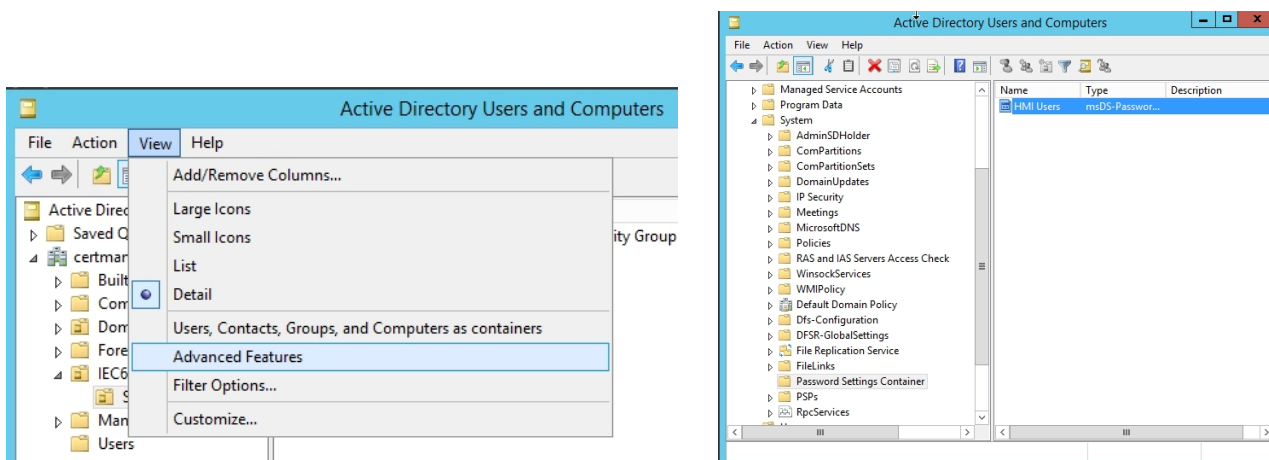 Active Directory Users and Computers
File Action View Help
Add/Remove Columns...
Large Icons
Small Icons
List
Detail
Users, Contacts, Groups, and Computers as containers
Advanced Features
Filter Options...
Customize...
Active Direc
Saved Q
certmar
Built
Com
Dom
Fore
IEC6
S
Man
Users
ity Group
Active Directory Users and Computers
File Action View Help
Managed Service Accounts
Program Data
System
AdminSDHolder
ComPartitions
ComPartitionSets
DomainUpdates
IP Security
Meetings
MicrosoftDNS
Policies
RAS and IAS Servers Access Check
WinsockServices
WMIPolicy
Default Domain Policy
Dfs-Configuration
DFSR-GlobalSettings
File Replication Service
FileLinks
Password Settings Container
PSPs
RpcServices
Name Type Description
HMI Users msDS-Passwor...